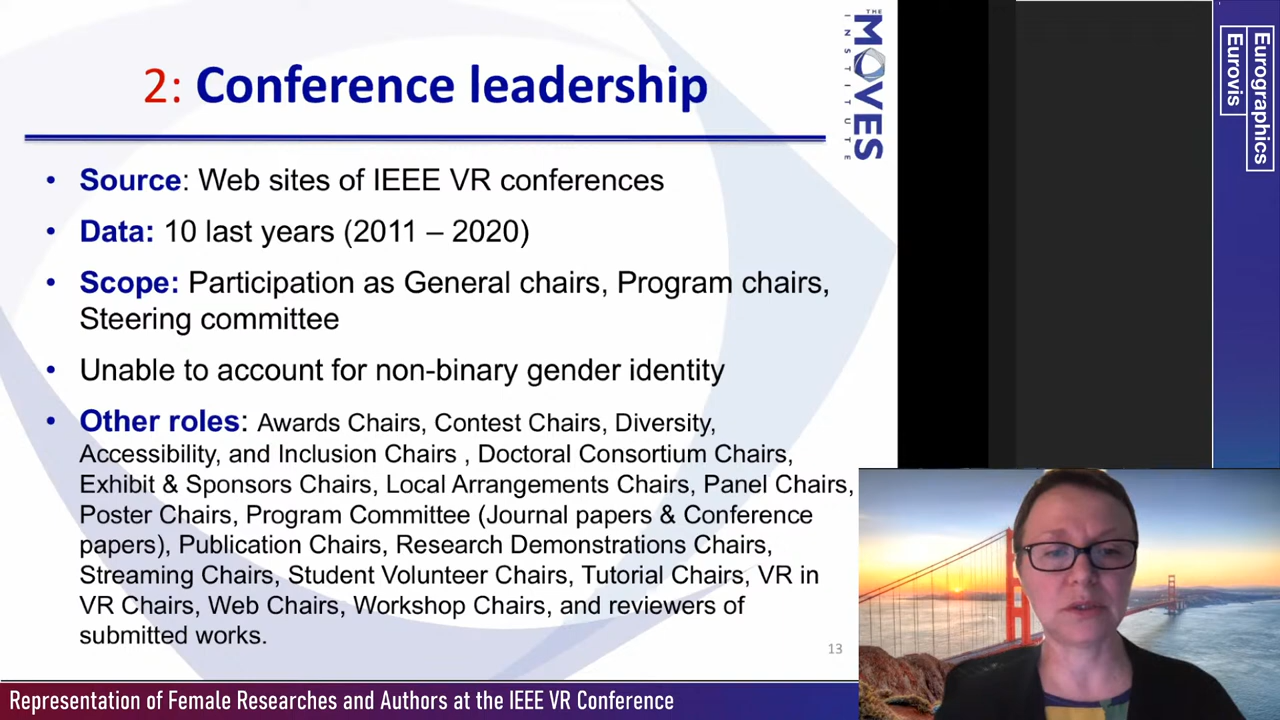 2: Conference leadership
THE
MOVES
INSTITUTE
Eurographics
Eurovis
• Source: Web sites of IEEE VR conferences
• Data: 10 last years (2011 – 2020)
• Scope: Participation as General chairs, Program chairs,
Steering committee
• Unable to account for non-binary gender identity
• Other roles: Awards Chairs, Contest Chairs, Diversity,
Accessibility, and Inclusion Chairs , Doctoral Consortium Chairs,
Exhibit & Sponsors Chairs, Local Arrangements Chairs, Panel Chairs,
Poster Chairs, Program Committee (Journal papers & Conference
papers), Publication Chairs, Research Demonstrations Chairs,
Streaming Chairs, Student Volunteer Chairs, Tutorial Chairs, VR in
VR Chairs, Web Chairs, Workshop Chairs, and reviewers of
submitted works.
13
Representation of Female Researches and Authors at the IEEE VR Conference